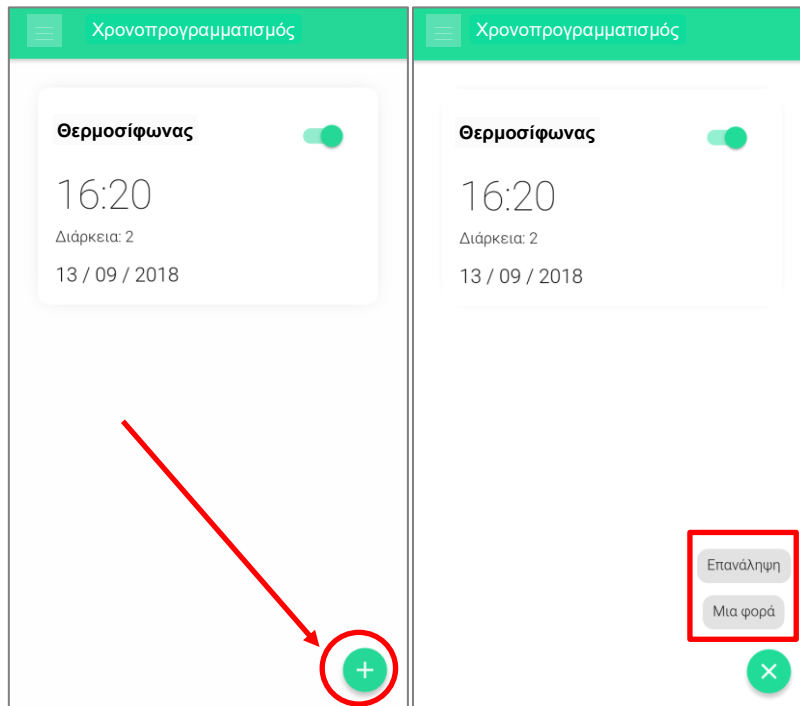 Χρονοπρογραμματισμός
Θερμοσίφωνας
16:20
Διάρκεια: 2
13 / 09 / 2018
Χρονοπρογραμματισμός
Θερμοσίφωνας
16:20
Διάρκεια: 2
13 / 09 / 2018
Επανάληψη
Μια φορά